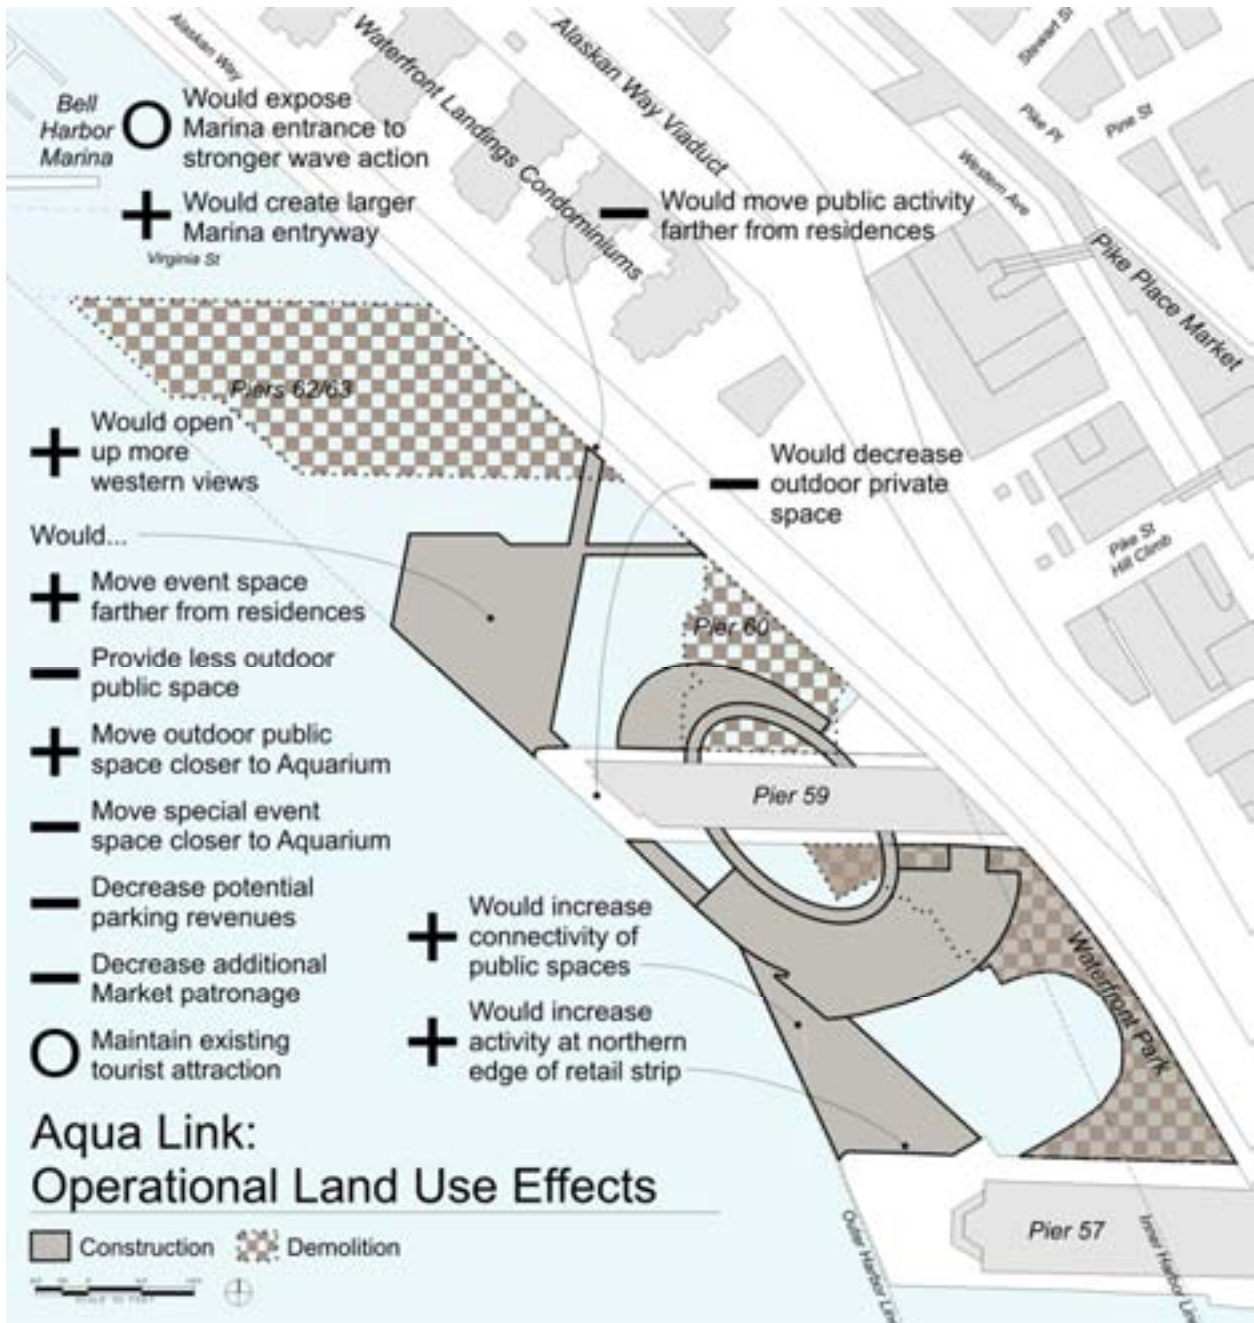 Alaskan Way
Waterfront Landings Condominiums
Alaskan Way Viaduct
Stewart St
Pike Pl
Pine St
Western Ave
Pike Place Market
Bell
Harbor
Marina
O Would expose
Marina entrance to
stronger wave action
+ Would create larger
Marina entryway
Virginia St
− Would move public activity
farther from residences
Piers 62/63
+ Would open
up more
western views
− Would decrease
outdoor private
space
Pike St
Hill Climb
Would...
+ Move event space
farther from residences
− Provide less outdoor
public space
+ Move outdoor public
space closer to Aquarium
− Move special event
space closer to Aquarium
− Decrease potential
parking revenues
− Decrease additional
Market patronage
O Maintain existing
tourist attraction
Pier 60
Pier 59
+ Would increase
connectivity of
public spaces
+ Would increase
activity at northern
edge of retail strip
Waterfront Park
Pier 57
Outer Harbor Line
Inner Harbor Line
Aqua Link:
Operational Land Use Effects
Construction Demolition